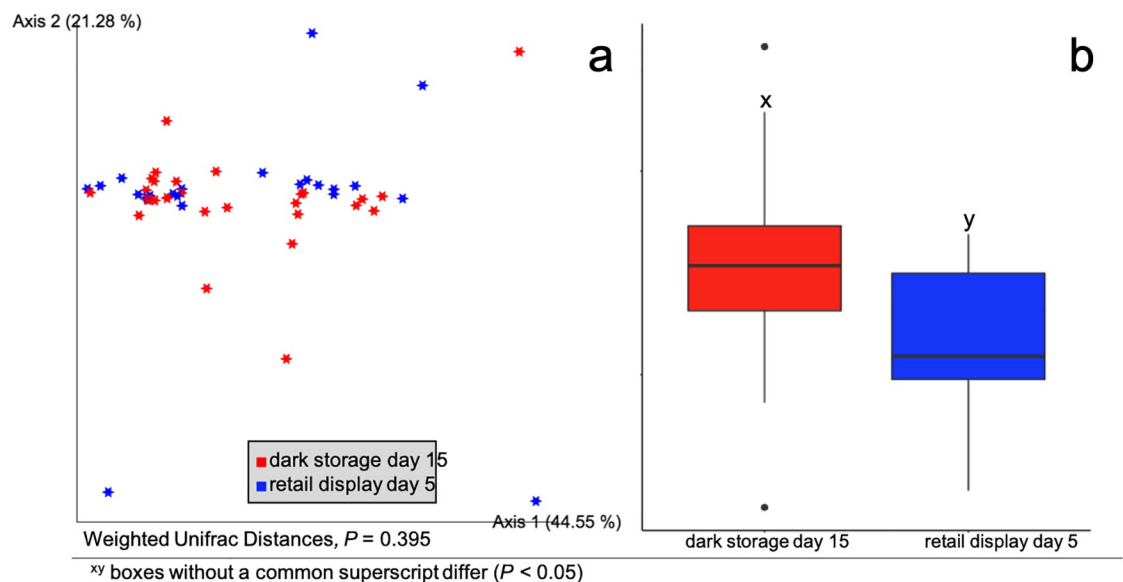 Axis 2 (21.28 %)
a
b
x
y
dark storage day 15
retail display day 5
Axis 1 (44.55 %)
Weighted Unifrac Distances, P = 0.395
dark storage day 15
retail display day 5
xy boxes without a common superscript differ (P < 0.05)